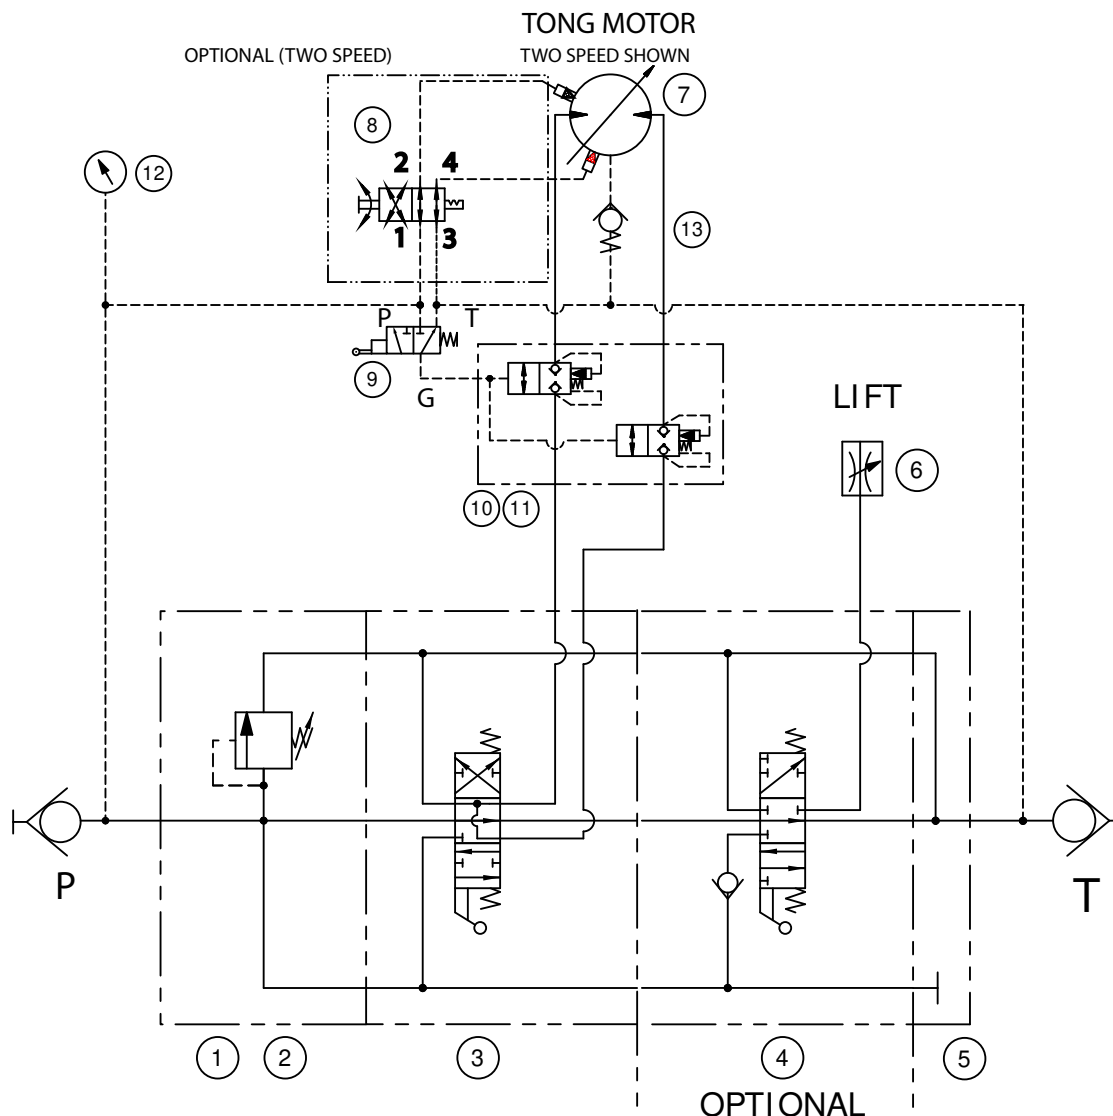 TONG MOTOR
OPTIONAL (TWO SPEED)
TWO SPEED SHOWN
7
8
2 4
12
1 3
13
P T
9
G
LIFT
6
10 11
P
T
1 2 3 4 5
OPTIONAL